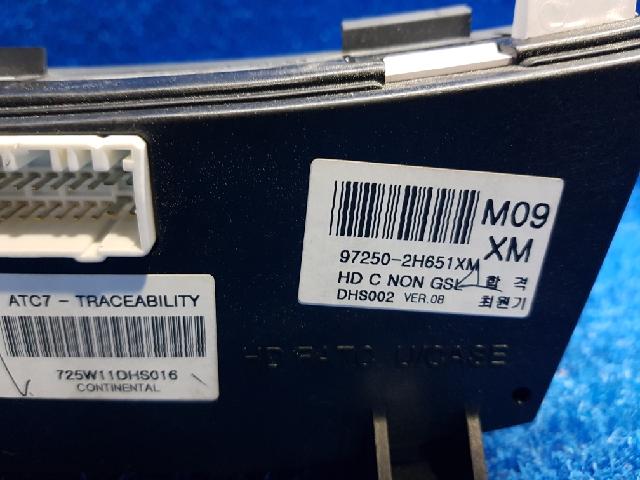 M09
XM
97250-2H651XM
HD C NON GSL 합 격
DHS002 VER.08 최원기
ATC7 - TRACEABILITY
725W11DHS016
CONTINENTAL
HD FATC U/CASE